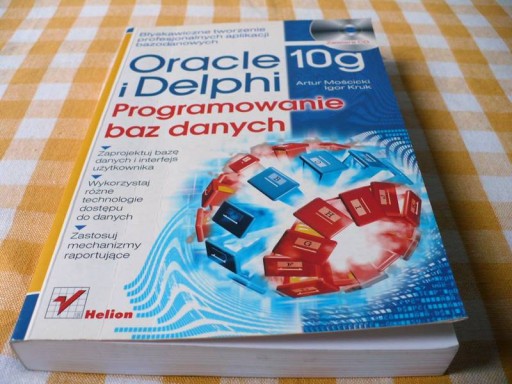 Błyskawiczne tworzenie
profesjonalnych aplikacji
bazodanowych
Oracle 10g
i Delphi
Artur Mościcki
Igor Kruk
Programowanie
baz danych
Zaprojektuj bazę
danych i interfejs
użytkownika
Wykorzystaj
różne
technologie
dostępu
do danych
Zastosuj
mechanizmy
raportujące
Helion